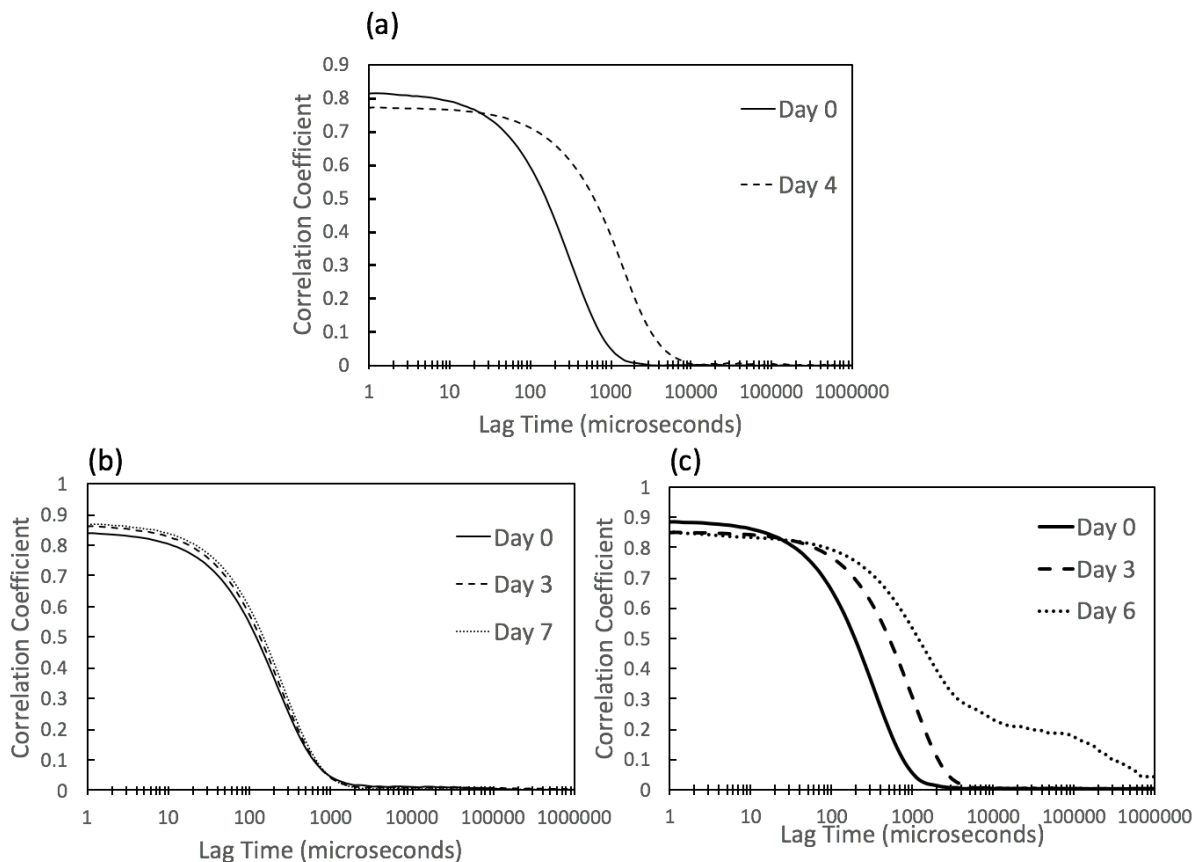 (a)
Correlation Coefficient
0.9
0.8
0.7
0.6
0.5
0.4
0.3
0.2
0.1
0
Day 0
Day 4
1 10 100 1000 10000 100000 1000000
Lag Time (microseconds)
(b)
Correlation Coefficient
1
0.9
0.8
0.7
0.6
0.5
0.4
0.3
0.2
0.1
0
Day 0
Day 3
Day 7
1 10 100 1000 10000 100000 1000000
Lag Time (microseconds)
(c)
Correlation Coefficient
1
0.9
0.8
0.7
0.6
0.5
0.4
0.3
0.2
0.1
0
Day 0
Day 3
Day 6
1 10 100 1000 10000 100000 1000000
Lag Time (microseconds)